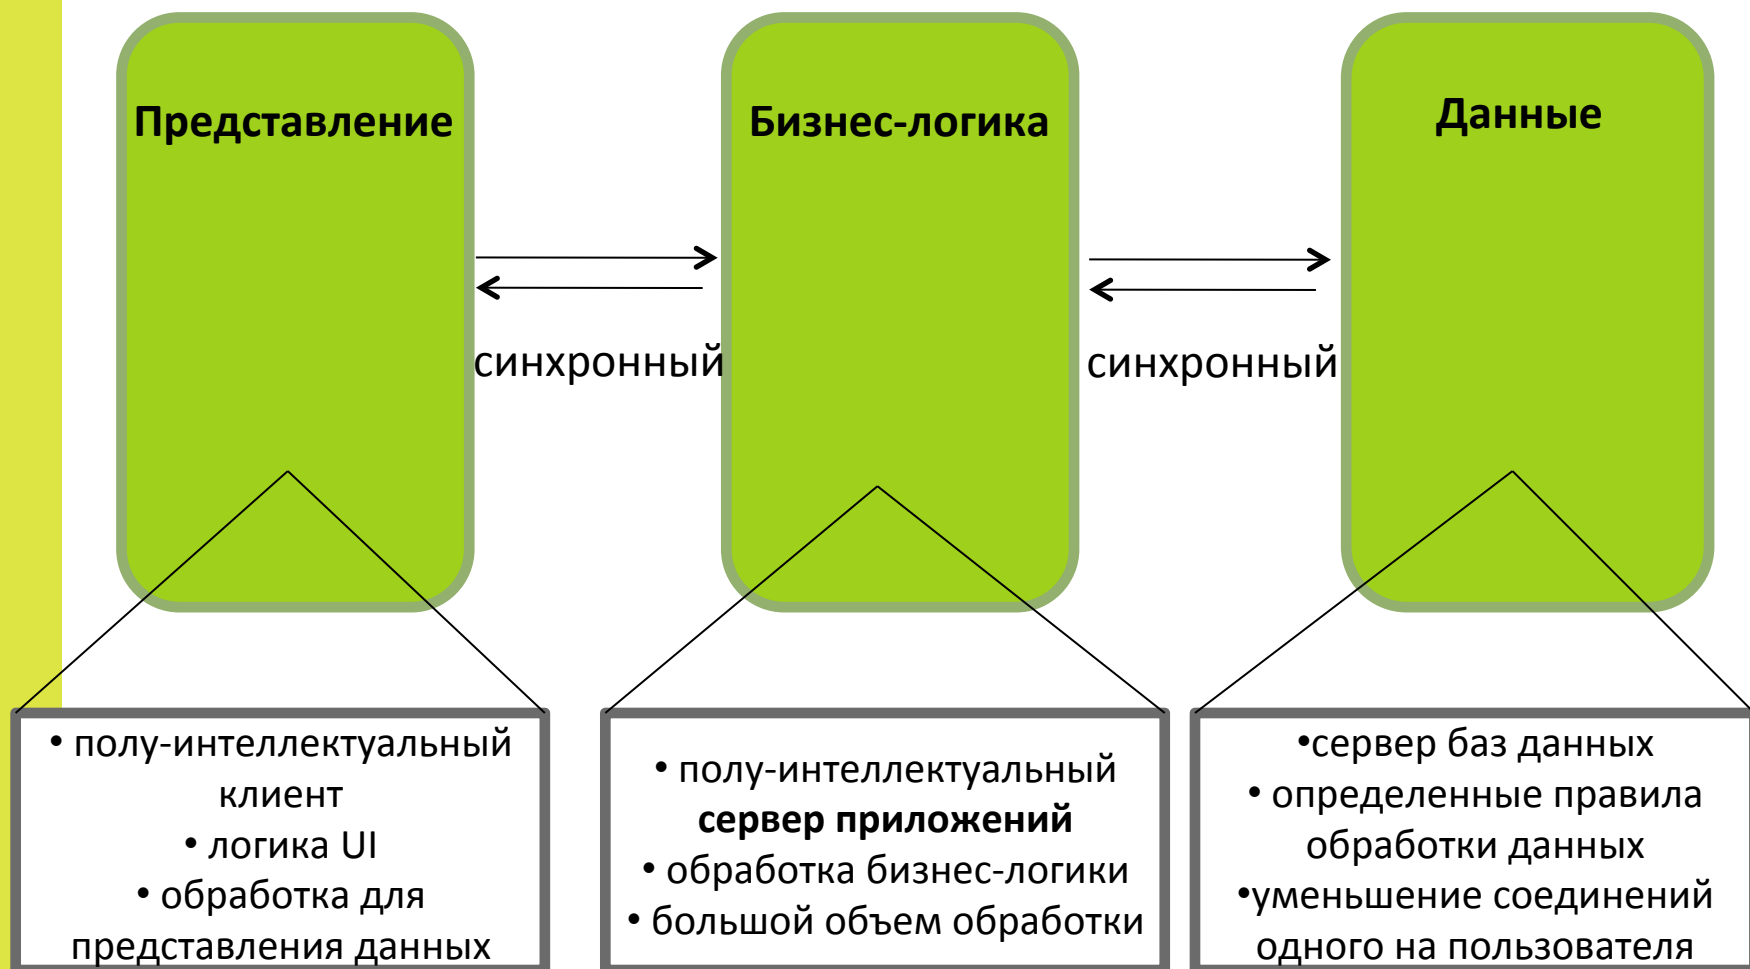 Представление
Бизнес-логика
Данные
синхронный
синхронный
• полу-интеллектуальный
клиент
• логика UI
• обработка для
представления данных
• полу-интеллектуальный
сервер приложений
• обработка бизнес-логики
• большой объем обработки
•сервер баз данных
• определенные правила
обработки данных
•уменьшение соединений
одного на пользователя